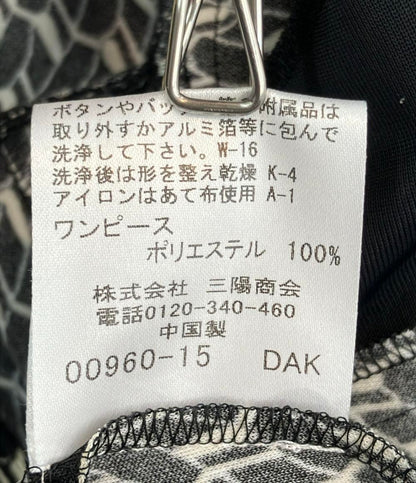 ボタンやバッ 附属品は
取り外すかアルミ箔等に包んで
洗浄して下さい。W-16
洗浄後は形を整え乾燥 K-4
アイロンはあて布使用 A-1
ワンピース
ポリエステル 100%
株式会社 三陽商会
電話0120-340-460
中国製
00960-15 DAK